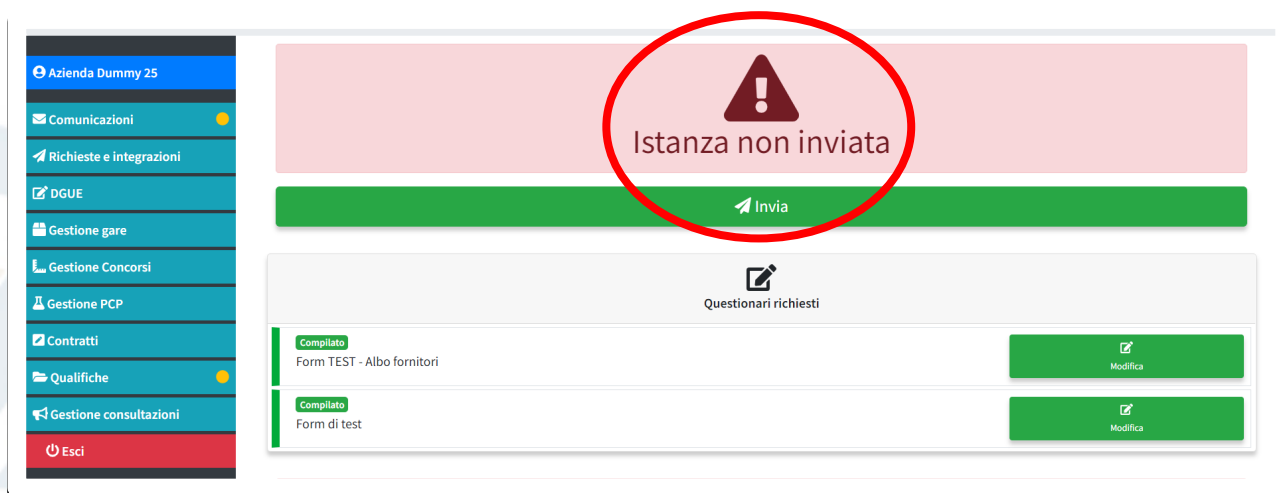 Azienda Dummy 25
Comunicazioni
Richieste e integrazioni
DGUE
Gestione gare
Gestione Concorsi
Gestione PCP
Contratti
Qualifiche
Gestione consultazioni
Esci
Istanza non inviata
Invia
Questionari richiesti
Compilato
Form TEST - Albo fornitori
Modifica
Compilato
Form di test
Modifica